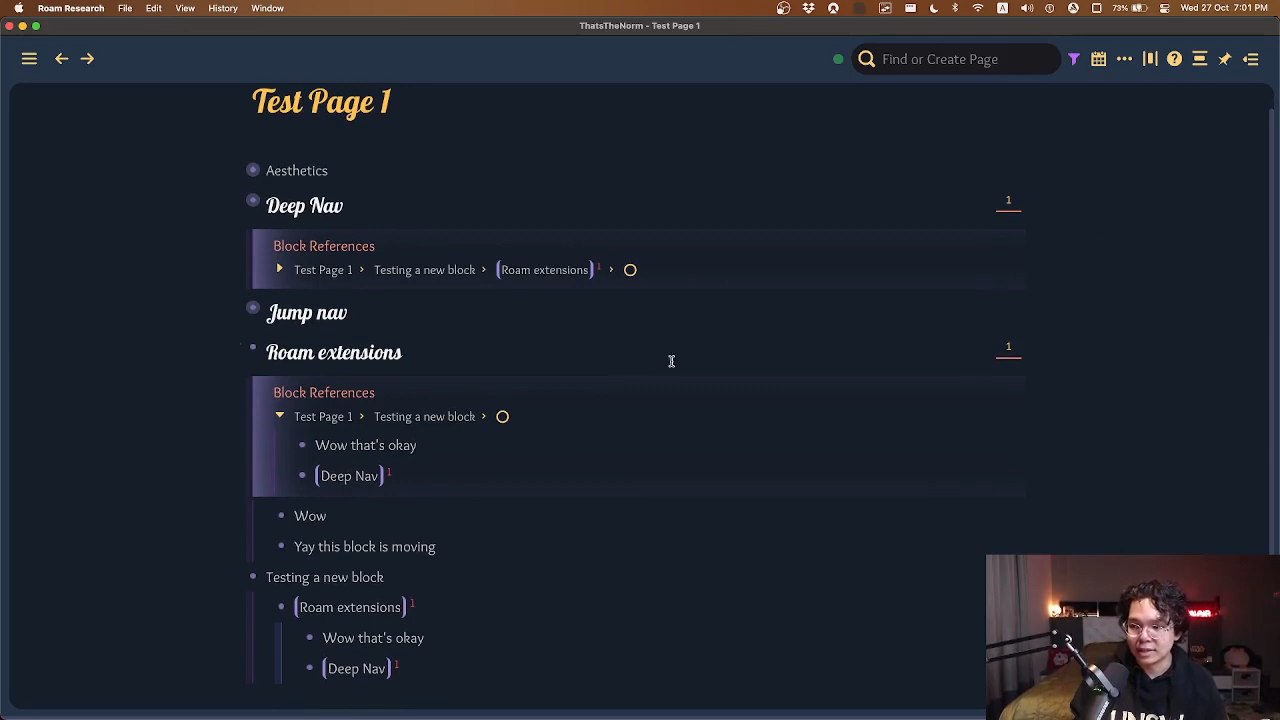 Roam Research File Edit View History Window 73% Wed 27 Oct 7:01 PM
ThatsTheNorm - Test Page 1
Find or Create Page
Test Page 1
Aesthetics
Deep Nav 1
Block References
Test Page 1 › Testing a new block › (Roam extensions) 1 ›
Jump nav
Roam extensions 1
Block References
Test Page 1 › Testing a new block ›
Wow that's okay
(Deep Nav) 1
Wow
Yay this block is moving
Testing a new block
(Roam extensions) 1
Wow that's okay
(Deep Nav) 1